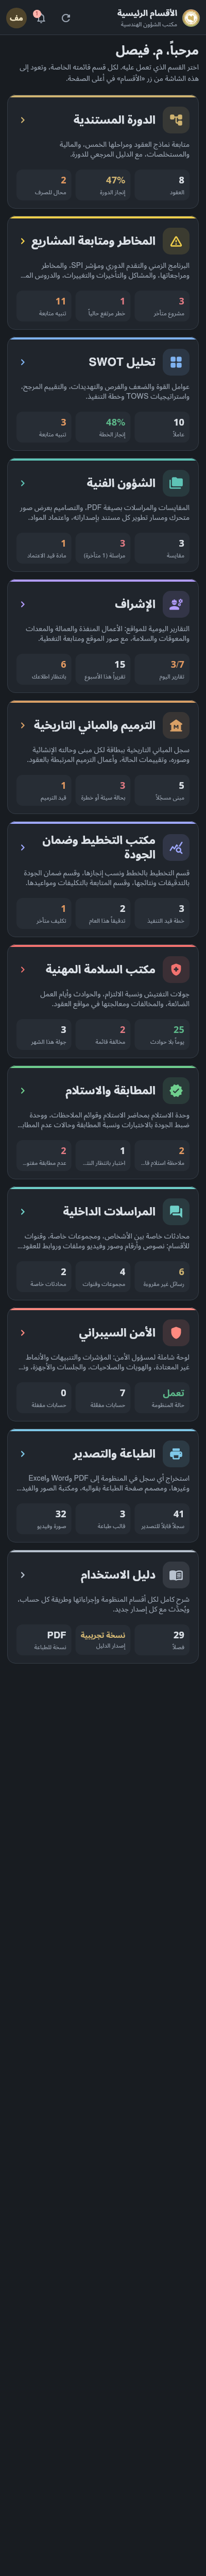 الأقسام الرئيسية
مكتب الشؤون الهندسية
1
مف
مرحباً، م. فيصل
اختر القسم الذي تعمل عليه. لكل قسم قائمته الخاصة، وتعود إلى
هذه الشاشة من زر «الأقسام» في أعلى الصفحة.
الدورة المستندية
متابعة نماذج العقود ومراحلها الخمس، والمالية
والمستخلصات، مع الدليل المرجعي للدورة.
8
العقود
47%
إنجاز الدورة
2
محال للصرف
المخاطر ومتابعة المشاريع
البرنامج الزمني والتقدم الدوري ومؤشر SPI، والمخاطر
ومراجعاتها، والمشاكل والتأخيرات والتغييرات، والدروس الم...
3
مشروع متأخر
1
خطر مرتفع حالياً
11
تنبيه متابعة
تحليل SWOT
عوامل القوة والضعف والفرص والتهديدات، والتقييم المرجح،
واستراتيجيات TOWS وخطة التنفيذ.
10
عاملاً
48%
إنجاز الخطة
3
تنبيه متابعة
الشؤون الفنية
المقايسات والمراسلات بصيغة PDF، والتصاميم بعرض صور
متحرك ومسار تطوير كل مستند بإصداراته، واعتماد المواد.
3
مقايسة
3
مراسلة (1 متأخرة)
1
مادة قيد الاعتماد
الإشراف
التقارير اليومية للمواقع: الأعمال المنفذة والعمالة والمعدات
والمعوقات والسلامة، مع صور الموقع ومتابعة التغطية.
3/7
تقارير اليوم
15
تقريراً هذا الأسبوع
6
بانتظار اطلاعك
الترميم والمباني التاريخية
سجل المباني التاريخية ببطاقة لكل مبنى وحالته الإنشائية
وصوره، وتقييمات الحالة، وأعمال الترميم المرتبطة بالعقود.
5
مبنى مسجلاً
3
بحالة سيئة أو خطرة
1
قيد الترميم
مكتب التخطيط وضمان
الجودة
قسم التخطيط بالخطط ونسب إنجازها، وقسم ضمان الجودة
بالتدقيقات ونتائجها، وقسم المتابعة بالتكليفات ومواعيدها.
3
خطة قيد التنفيذ
2
تدقيقاً هذا العام
1
تكليف متأخر
مكتب السلامة المهنية
جولات التفتيش ونسبة الالتزام، والحوادث وأيام العمل
الضائعة، والمخالفات ومعالجتها في مواقع العقود.
25
يوماً بلا حوادث
2
مخالفة قائمة
3
جولة هذا الشهر
المطابقة والاستلام
وحدة الاستلام بمحاضر الاستلام وقوائم الملاحظات، ووحدة
ضبط الجودة بالاختبارات ونسبة المطابقة وحالات عدم المطابر...
2
ملاحظة استلام قا...
1
اختبار بانتظار النت...
2
عدم مطابقة مفتو...
المراسلات الداخلية
محادثات خاصة بين الأشخاص، ومجموعات خاصة، وقنوات
للأقسام: نصوص وأرقام وصور وفيديو وملفات وروابط للعقود...
6
رسائل غير مقروءة
4
مجموعات وقنوات
2
محادثات خاصة
الأمن السيبراني
لوحة مسؤول الأمن: المؤشرات والتنبيهات والأنماط
غير المعتادة، والهويات والصلاحيات، والجلسات والأجهزة، و...
تعمل
حالة المنظومة
7
حسابات مفعّلة
0
حسابات مقفلة
الطباعة والتصدير
استخراج أي سجل في المنظومة إلى PDF وWord وExcel
وغيرها، ومصمم صفحة الطباعة بقوالبه، ومكتبة الصور والفيد...
41
سجلاً قابلاً للتصدير
3
قالب طباعة
32
صورة وفيديو
دليل الاستخدام
شرح كامل لكل أقسام المنظومة وإجراءاتها وطريقة كل حساب،
ويُحدَّث مع كل إصدار جديد.
29
فصلاً
نسخة تجريبية
إصدار الدليل
PDF
نسخة للطباعة